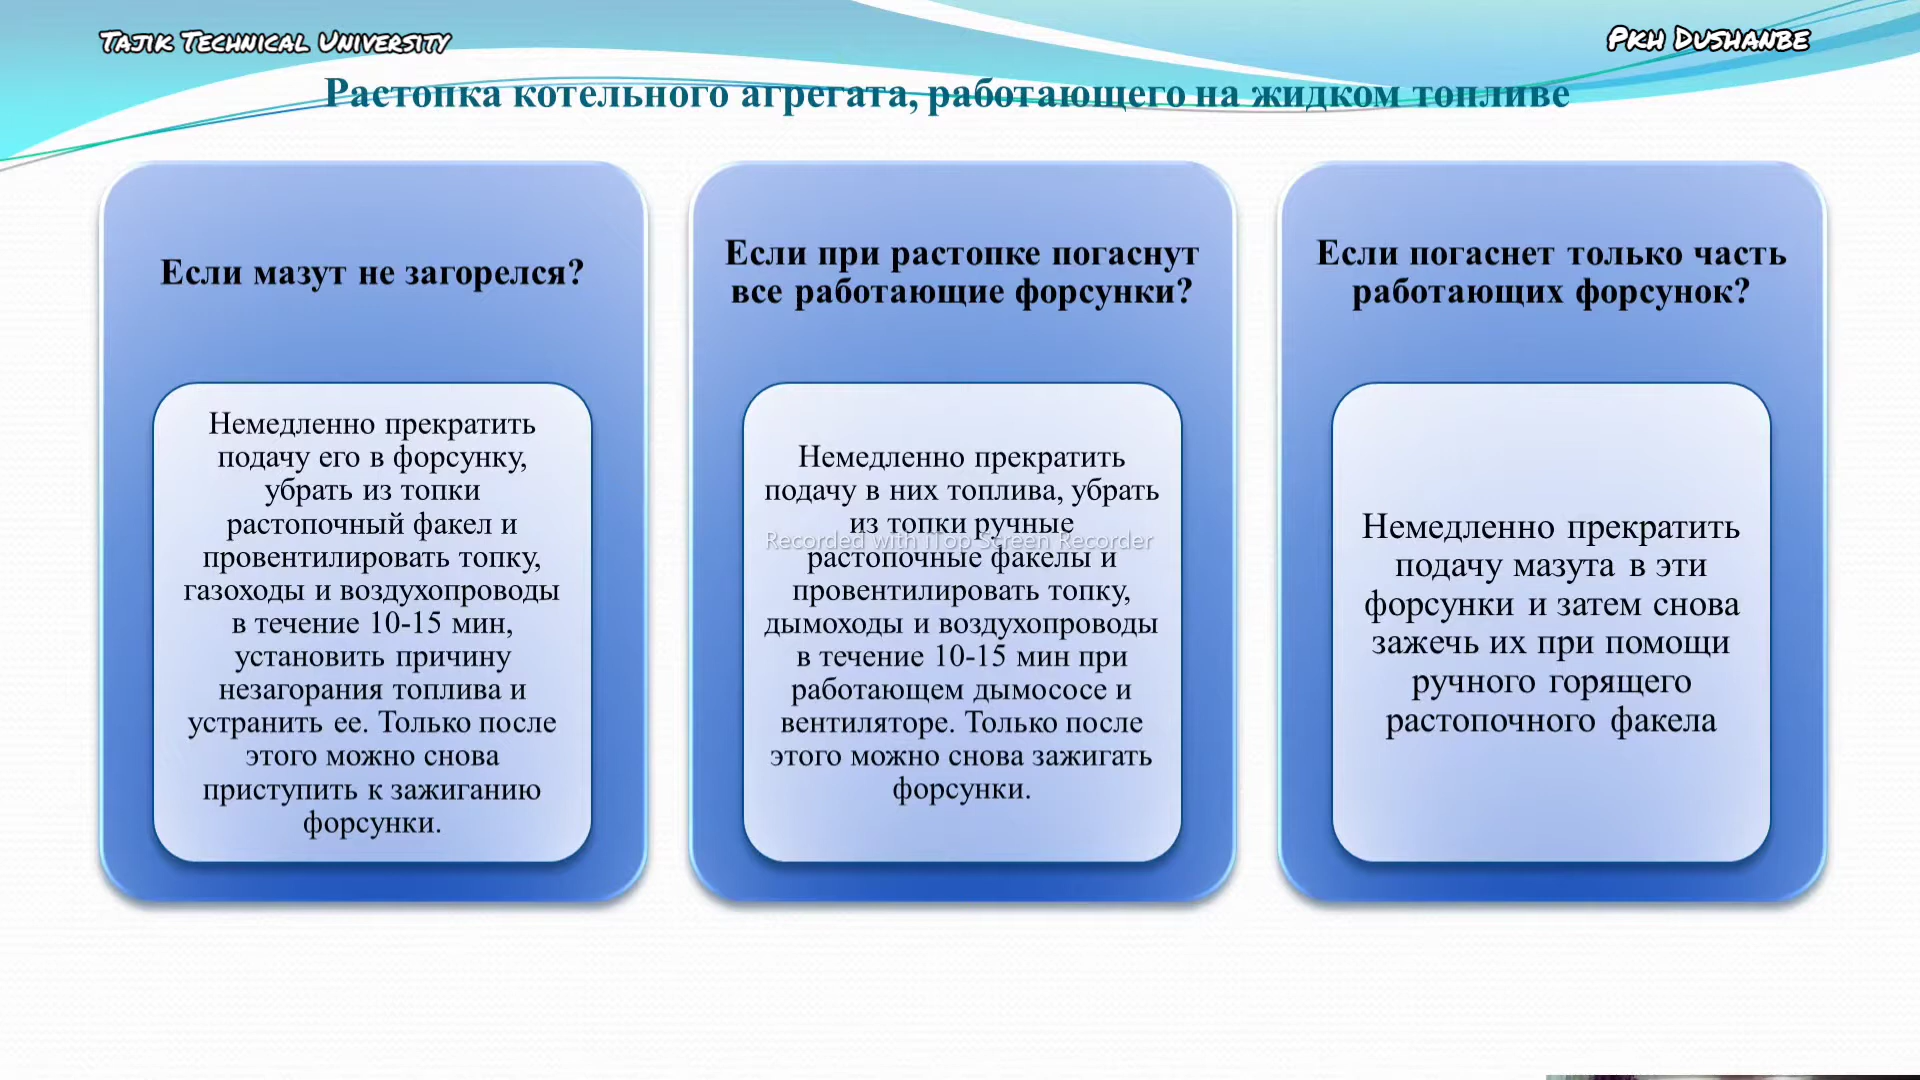 Tajik Technical University
Pkh Dushanbe
Растопка котельного агрегата, работающего на жидком топливе
Если мазут не загорелся?
Немедленно прекратить
подачу его в форсунку,
убрать из топки
растопочный факел и
провентилировать топку,
газоходы и воздухопроводы
в течение 10-15 мин,
установить причину
незагорания топлива и
устранить ее. Только после
этого можно снова
приступить к зажиганию
форсунки.
Если при растопке погаснут
все работающие форсунки?
Немедленно прекратить
подачу в них топлива, убрать
из топки ручные
Recorded with iTop Screen Recorder
растопочные факелы и
провентилировать топку,
дымоходы и воздухопроводы
в течение 10-15 мин при
работающем дымососе и
вентиляторе. Только после
этого можно снова зажигать
форсунки.
Если погаснет только часть
работающих форсунок?
Немедленно прекратить
подачу мазута в эти
форсунки и затем снова
зажечь их при помощи
ручного горящего
растопочного факела